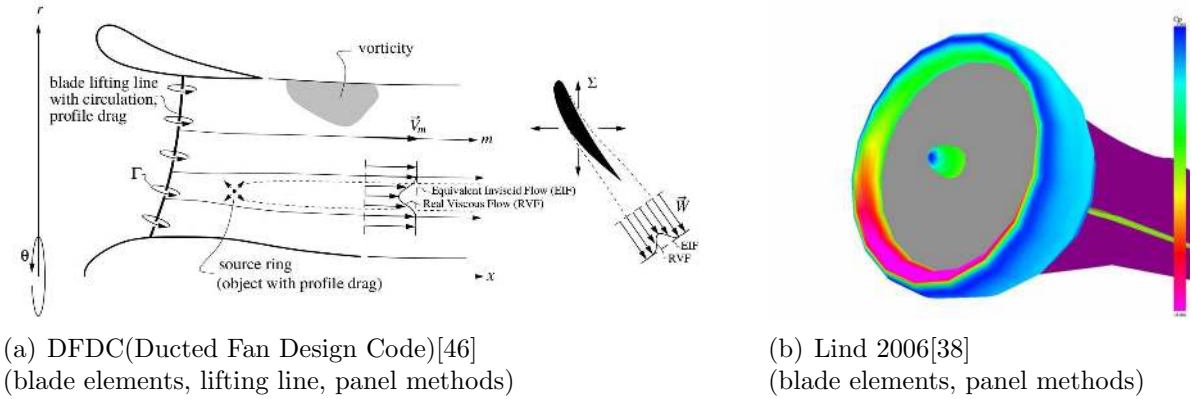 r
vorticity
blade lifting line
with circulation,
profile drag
Σ
V⃗m
m
Γ
Equivalent Inviscid Flow (EIF)
Real Viscous Flow (RVF)
W⃗
EIF
RVF
θ
source ring
(object with profile drag)
x
(a) DFDC(Ducted Fan Design Code)[46]
(blade elements, lifting line, panel methods)
(b) Lind 2006[38]
(blade elements, panel methods)